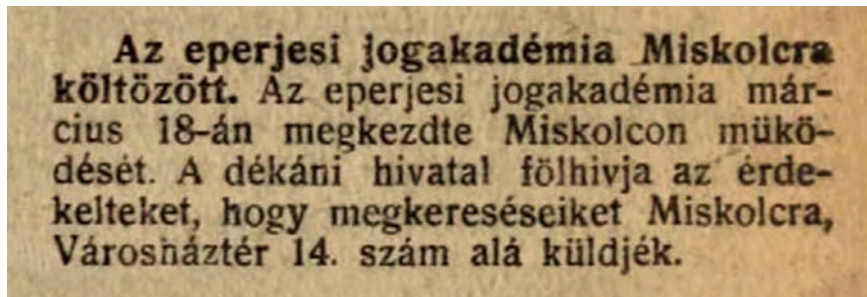 Az eperjesi jogakadémia Miskolcra
költözött. Az eperjesi jogakadémia már-
cius 18-án megkezdte Miskolcon mükö-
dését. A dékáni hivatal fölhivja az érde-
kelteket, hogy megkereséseiket Miskolcra,
Városháztér 14. szám alá küldjék.